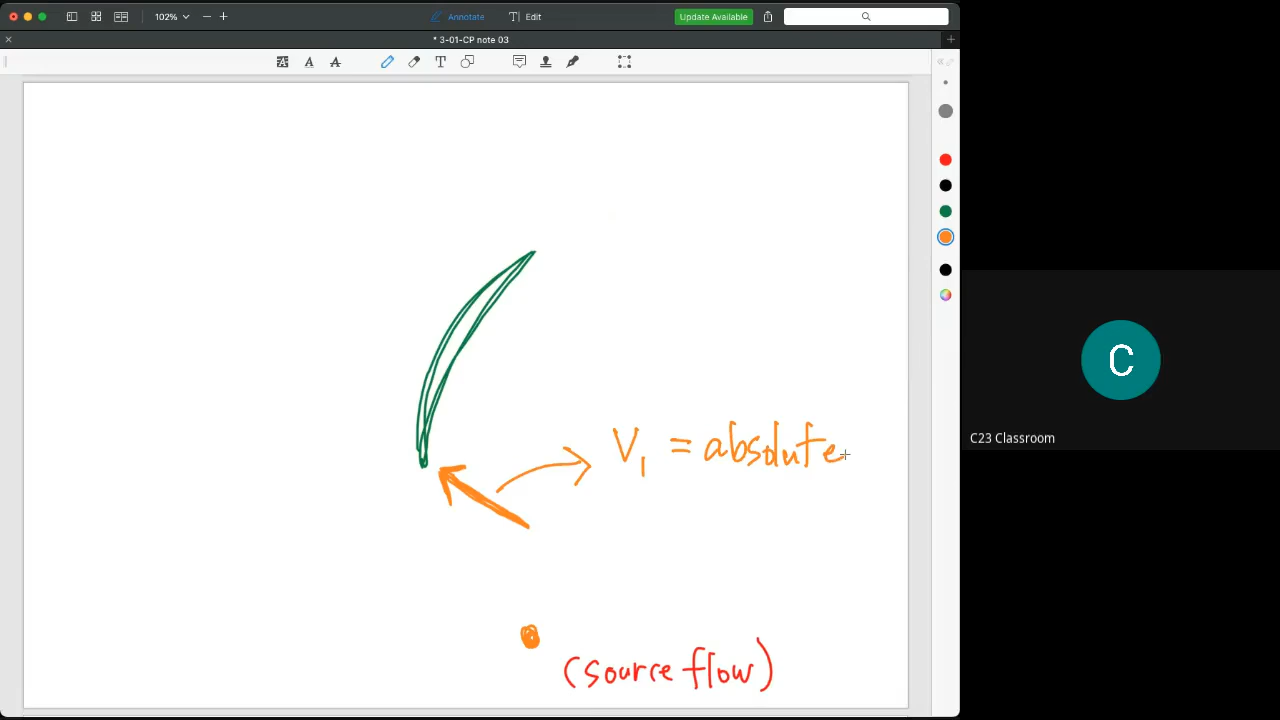 102%
Annotate
Edit
Update Available
* 3-01-CP note 03
V1 = absolute
(source flow)
C
C23 Classroom